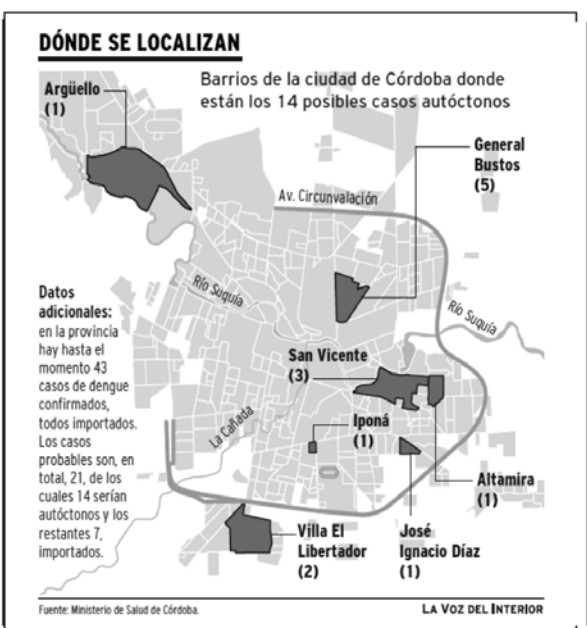 DÓNDE SE LOCALIZAN
Barrios de la ciudad de Córdoba donde
están los 14 posibles casos autóctonos
Argüello
(1)
General
Bustos
(5)
Av. Circunvalación
Río Suquía
Río Suquía
Datos
adicionales:
en la provincia
hay hasta el
momento 43
casos de dengue
confirmados,
todos importados.
Los casos
probables son, en
total, 21, de los
cuales 14 serían
autóctonos y los
restantes 7,
importados.
San Vicente
(3)
La Cañada
Iponá
(1)
Altamira
(1)
Villa El
Libertador
(2)
José
Ignacio Díaz
(1)
Fuente: Ministerio de Salud de Córdoba.
LA VOZ DEL INTERIOR